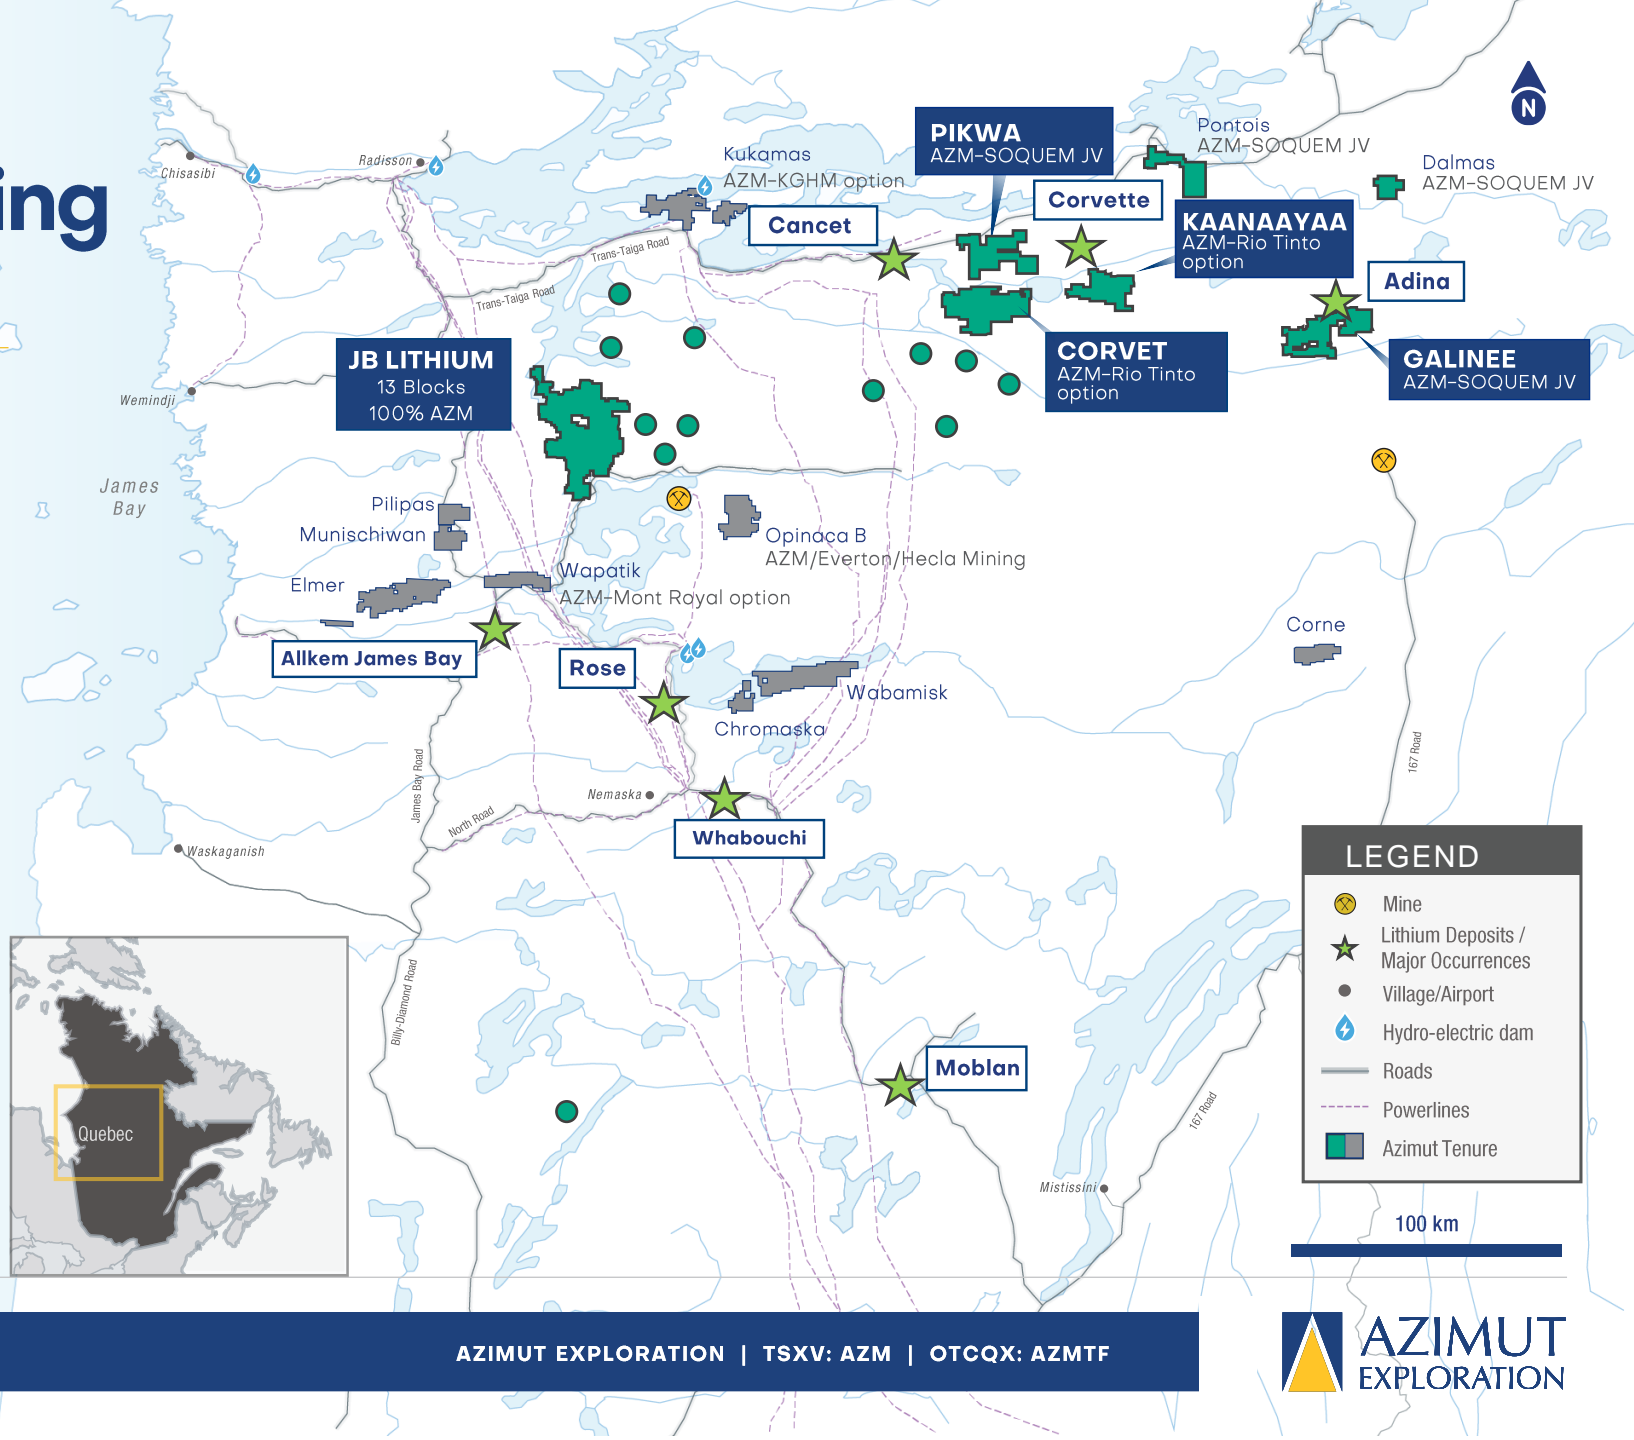 ing
Chisasibi
Radisson
Kukamas
AZM-KGHM option
PIKWA
AZM-SOQUEM JV
Pontois
AZM-SOQUEM JV
Dalmas
AZM-SOQUEM JV
N
Cancet
Corvette
KAANAAYAA
AZM-Rio Tinto
option
Trans-Taiga Road
Trans-Taiga Road
Adina
JB LITHIUM
13 Blocks
100% AZM
CORVET
AZM-Rio Tinto
option
GALINEE
AZM-SOQUEM JV
Wemindji
James
Bay
Pilipas
Munischiwan
Opinaca B
AZM/Everton/Hecla Mining
Elmer
Wapatik
AZM-Mont Royal option
Allkem James Bay
Rose
Corne
Wabamisk
Chromaska
James Bay Road
167 Road
Nemaska
North Road
Whabouchi
Waskaganish
Billy-Diamond Road
Moblan
167 Road
Mistissini
Quebec
LEGEND
Mine
Lithium Deposits /
Major Occurrences
Village/Airport
Hydro-electric dam
Roads
Powerlines
Azimut Tenure
100 km
AZIMUT EXPLORATION | TSXV: AZM | OTCQX: AZMTF
AZIMUT
EXPLORATION